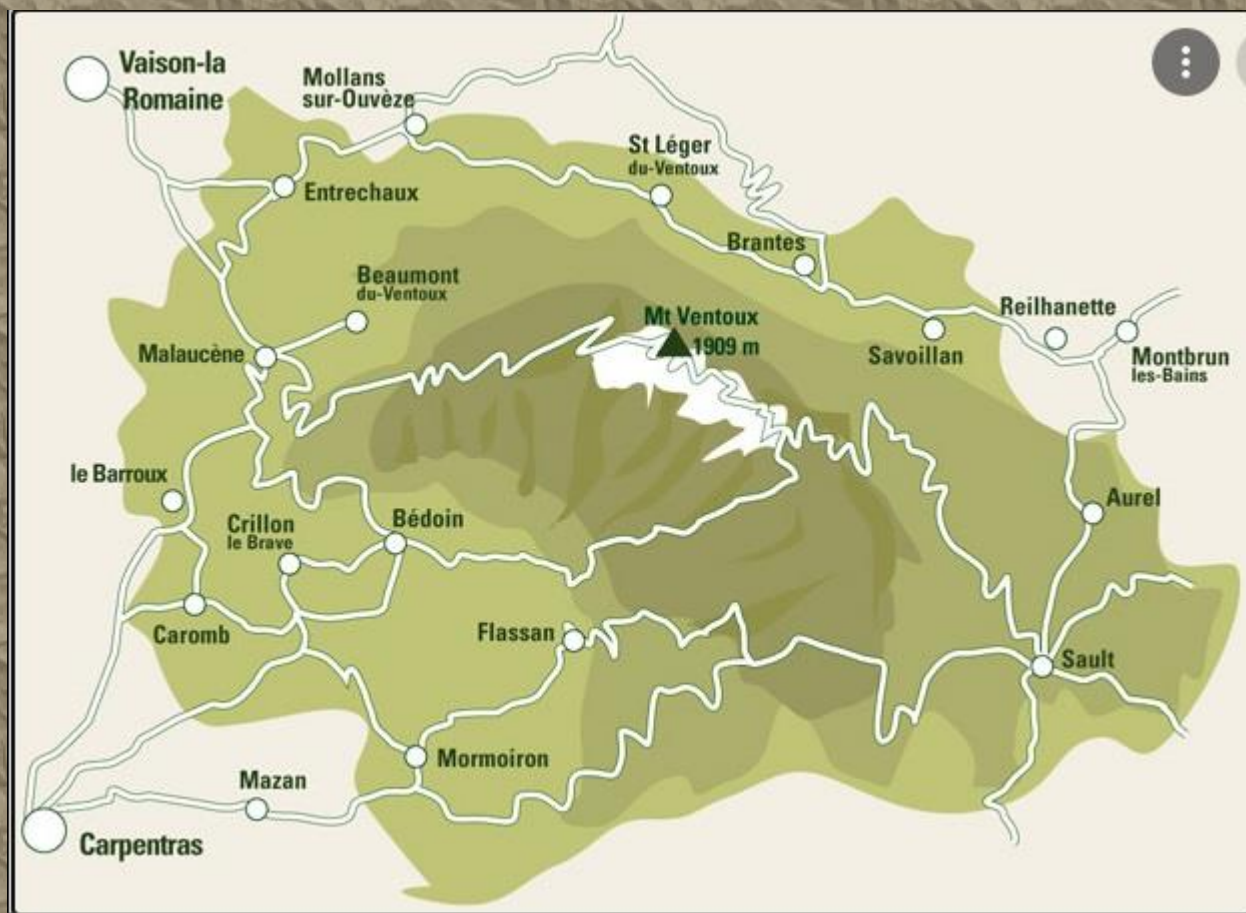 Vaison-la
Romaine
Mollans
sur-Ouvèze
St Léger
du-Ventoux
Entrechaux
Brantes
Beaumont
du-Ventoux
Reilhanette
Mt Ventoux
1909 m
Malaucène
Savoillan
Montbrun
les-Bains
le Barroux
Aurel
Crillon
le Brave
Bédoin
Caromb
Flassan
Sault
Mormoiron
Mazan
Carpentras